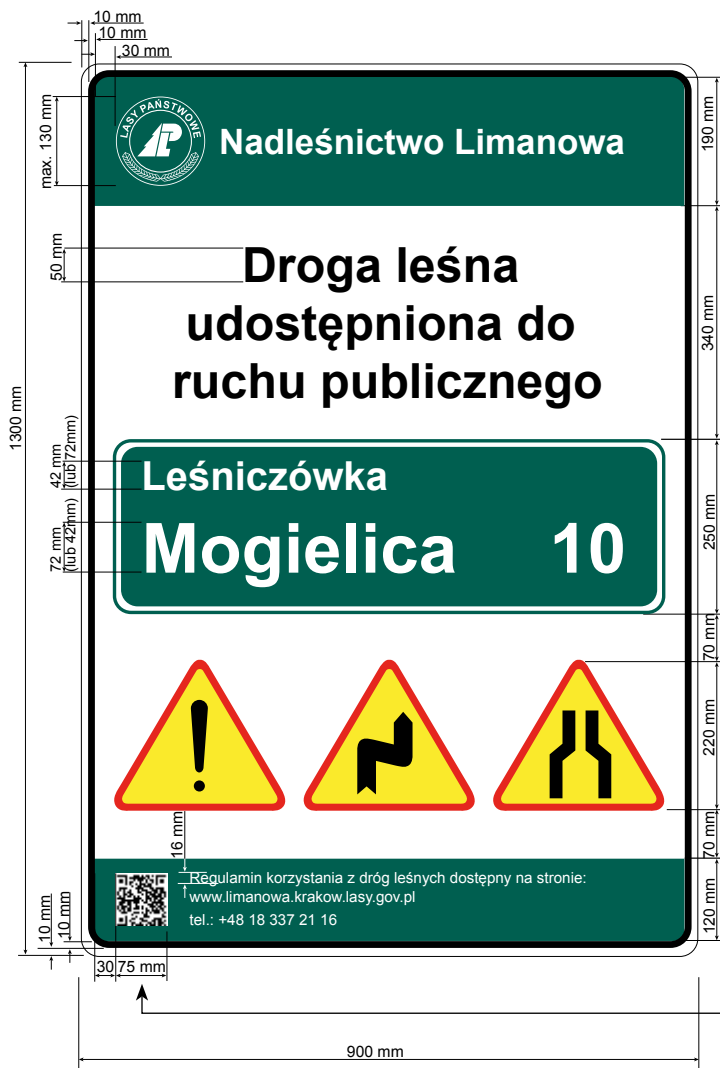 10 mm
10 mm
30 mm
max. 130 mm
190 mm
LASY PAŃSTWOWE
Nadleśnictwo Limanowa
50 mm
Droga leśna
udostępniona do
ruchu publicznego
340 mm
1300 mm
42 mm
(lub 72mm)
Leśniczówka
72 mm
(lub 42mm)
Mogielica 10
250 mm
70 mm
220 mm
70 mm
16 mm
Regulamin korzystania z dróg leśnych dostępny na stronie:
www.limanowa.krakow.lasy.gov.pl
tel.: +48 18 337 21 16
120 mm
10 mm
10 mm
30
75 mm
900 mm